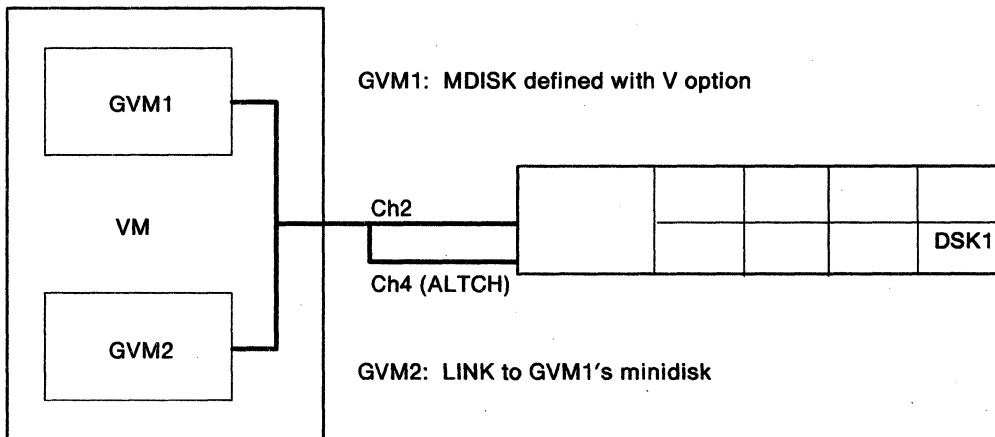 GVM1
GVM1: MDISK defined with V option
VM
Ch2
DSK1
Ch4 (ALTCH)
GVM2
GVM2: LINK to GVM1's minidisk